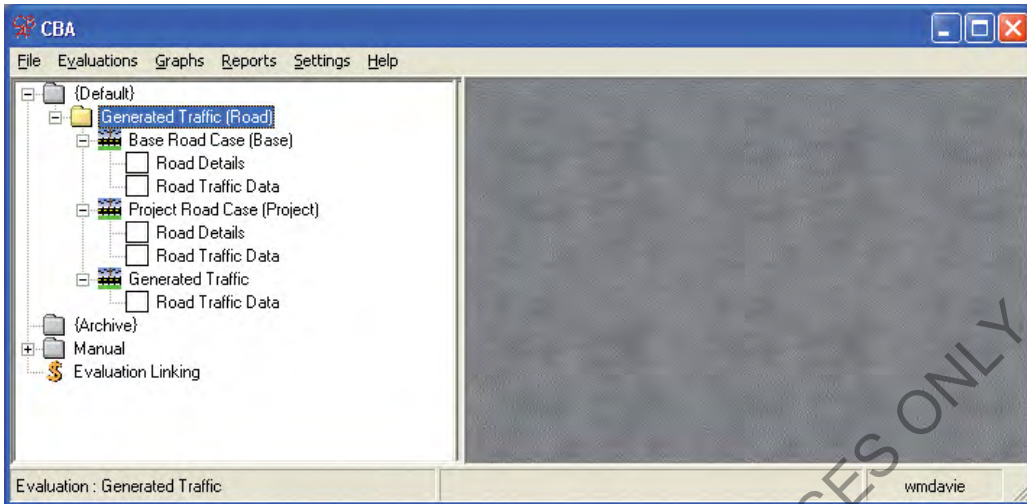 CBA
File Evaluations Graphs Reports Settings Help
{Default}
Generated Traffic (Road)
Base Road Case (Base)
Road Details
Road Traffic Data
Project Road Case (Project)
Road Details
Road Traffic Data
Generated Traffic
Road Traffic Data
{Archive}
Manual
Evaluation Linking
$
Evaluation : Generated Traffic
wmdavie
ES ONLY